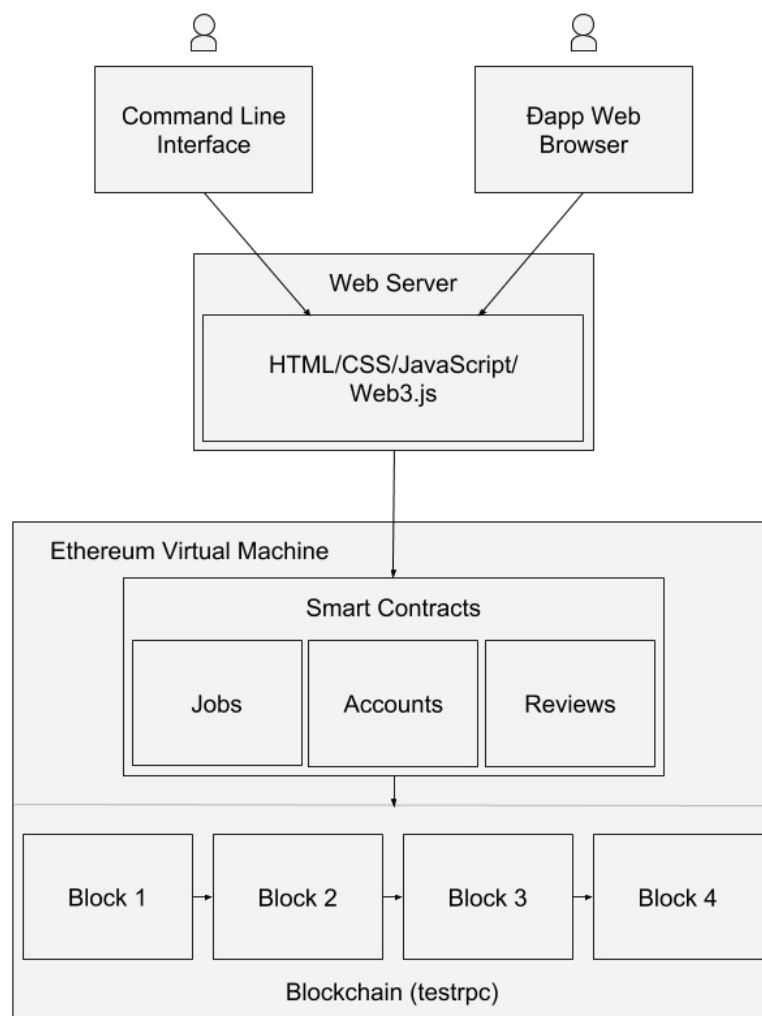 Command Line
Interface
Ðapp Web
Browser
Web Server
HTML/CSS/JavaScript/
Web3.js
Ethereum Virtual Machine
Smart Contracts
Jobs
Accounts
Reviews
Block 1
Block 2
Block 3
Block 4
Blockchain (testrpc)